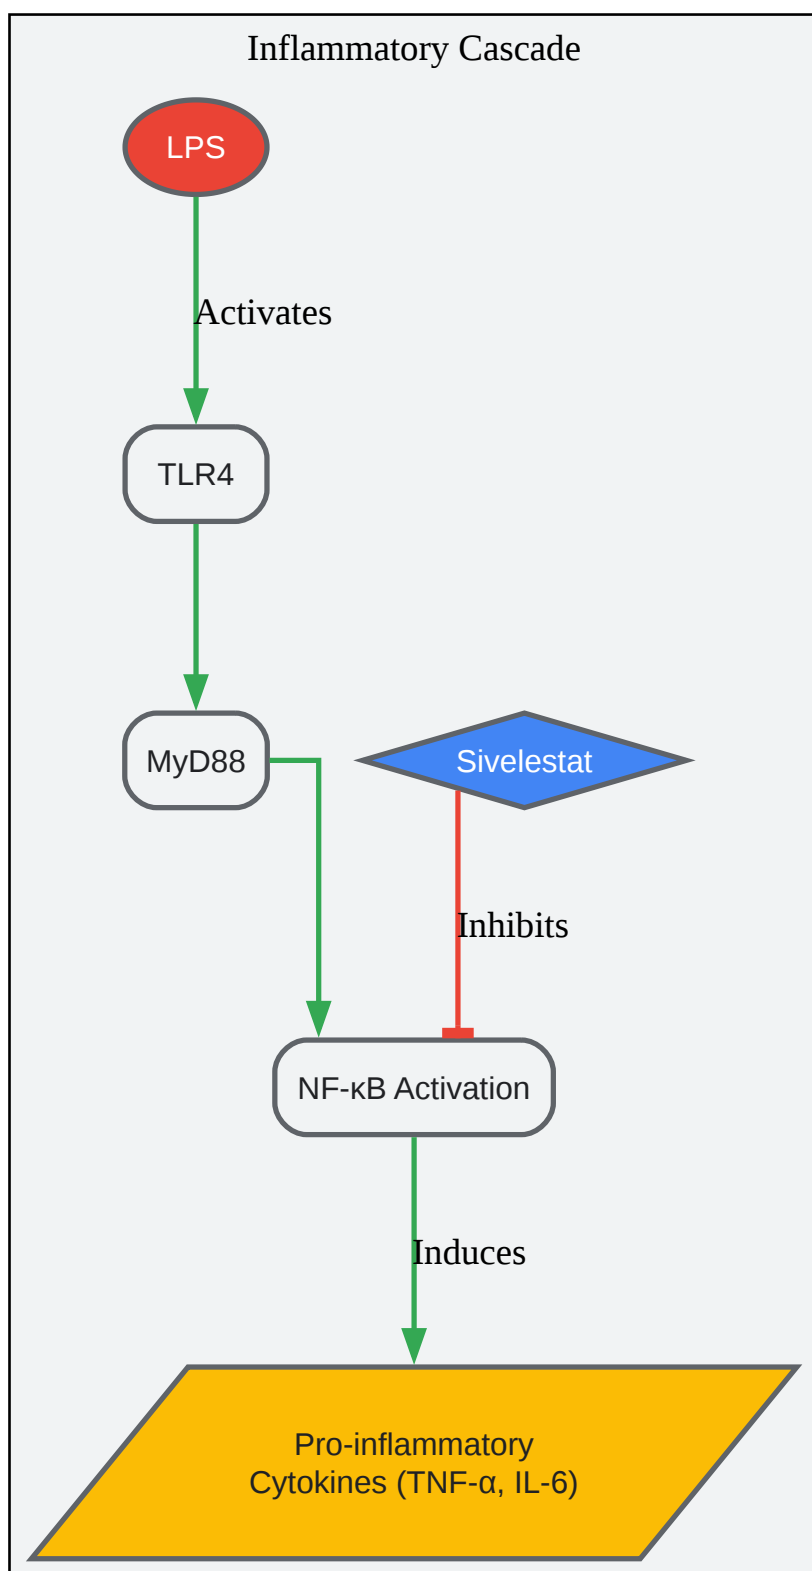 Inflammatory Cascade
LPS
Activates
TLR4
MyD88
Sivelestat
Inhibits
NF-κB Activation
Induces
Pro-inflammatory
Cytokines (TNF-α, IL-6)